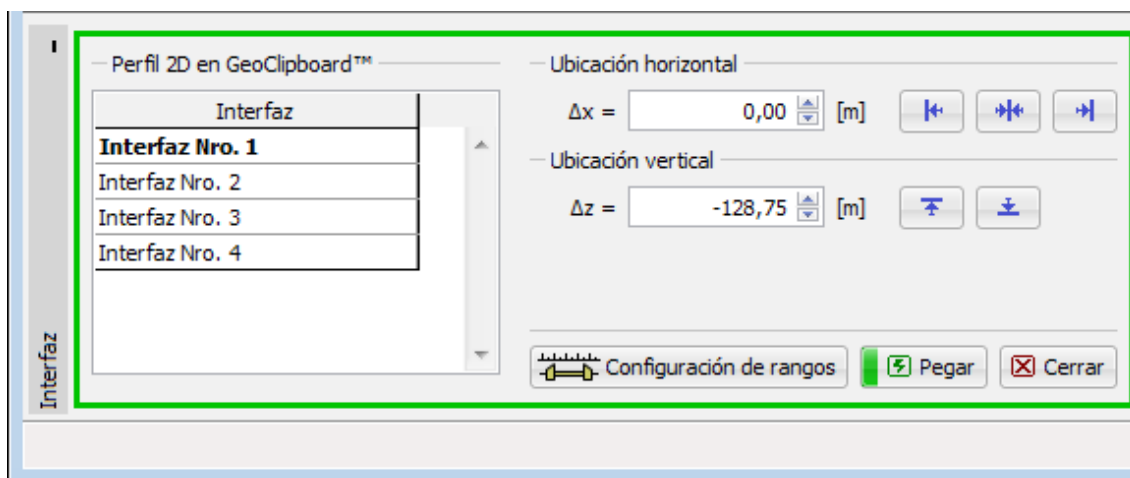 Perfil 2D en GeoClipboard™
Interfaz
Interfaz Nro. 1
Interfaz Nro. 2
Interfaz Nro. 3
Interfaz Nro. 4
Ubicación horizontal
Δx = 0,00 [m]
Ubicación vertical
Δz = -128,75 [m]
Configuración de rangos
Pegar
Cerrar
Interfaz